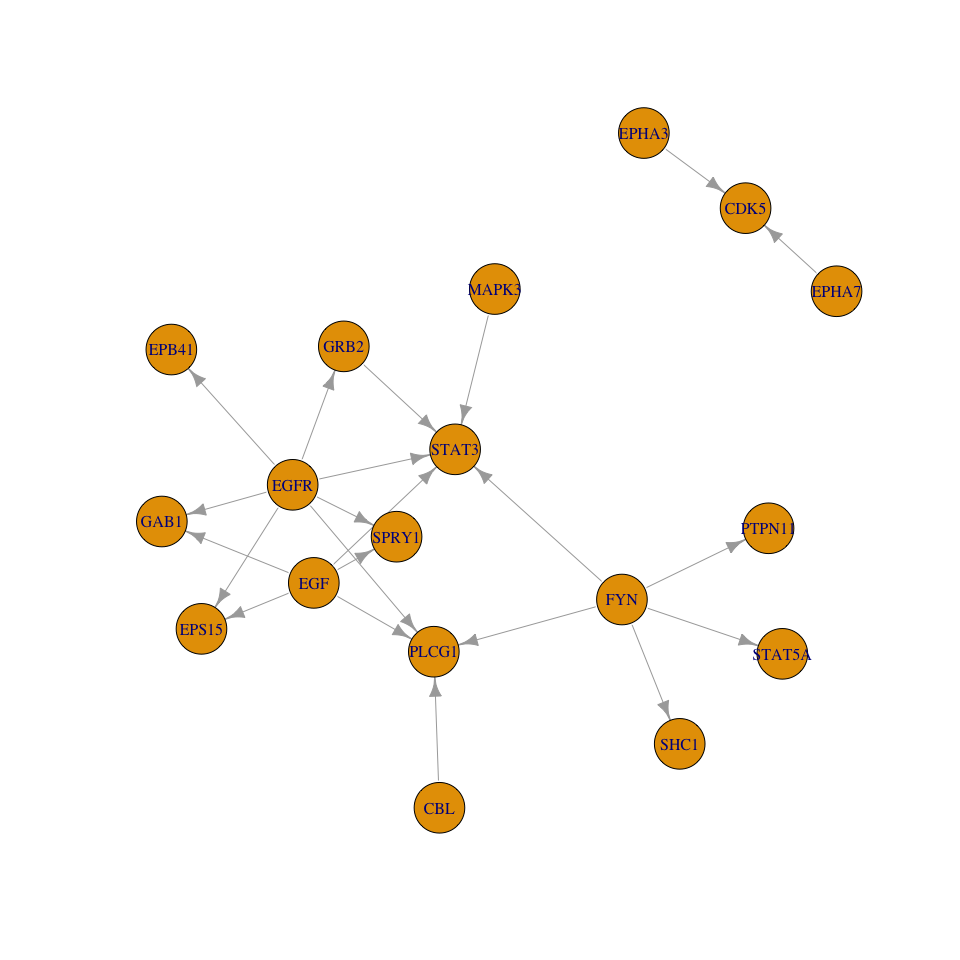 EPHA3
CDK5
EPHA7
MAPK3
GRB2
EPB41
STAT3
EGFR
GAB1
PTPN11
SPRY1
EGF
FYN
EPS15
PLCG1
STAT5A
SHC1
CBL